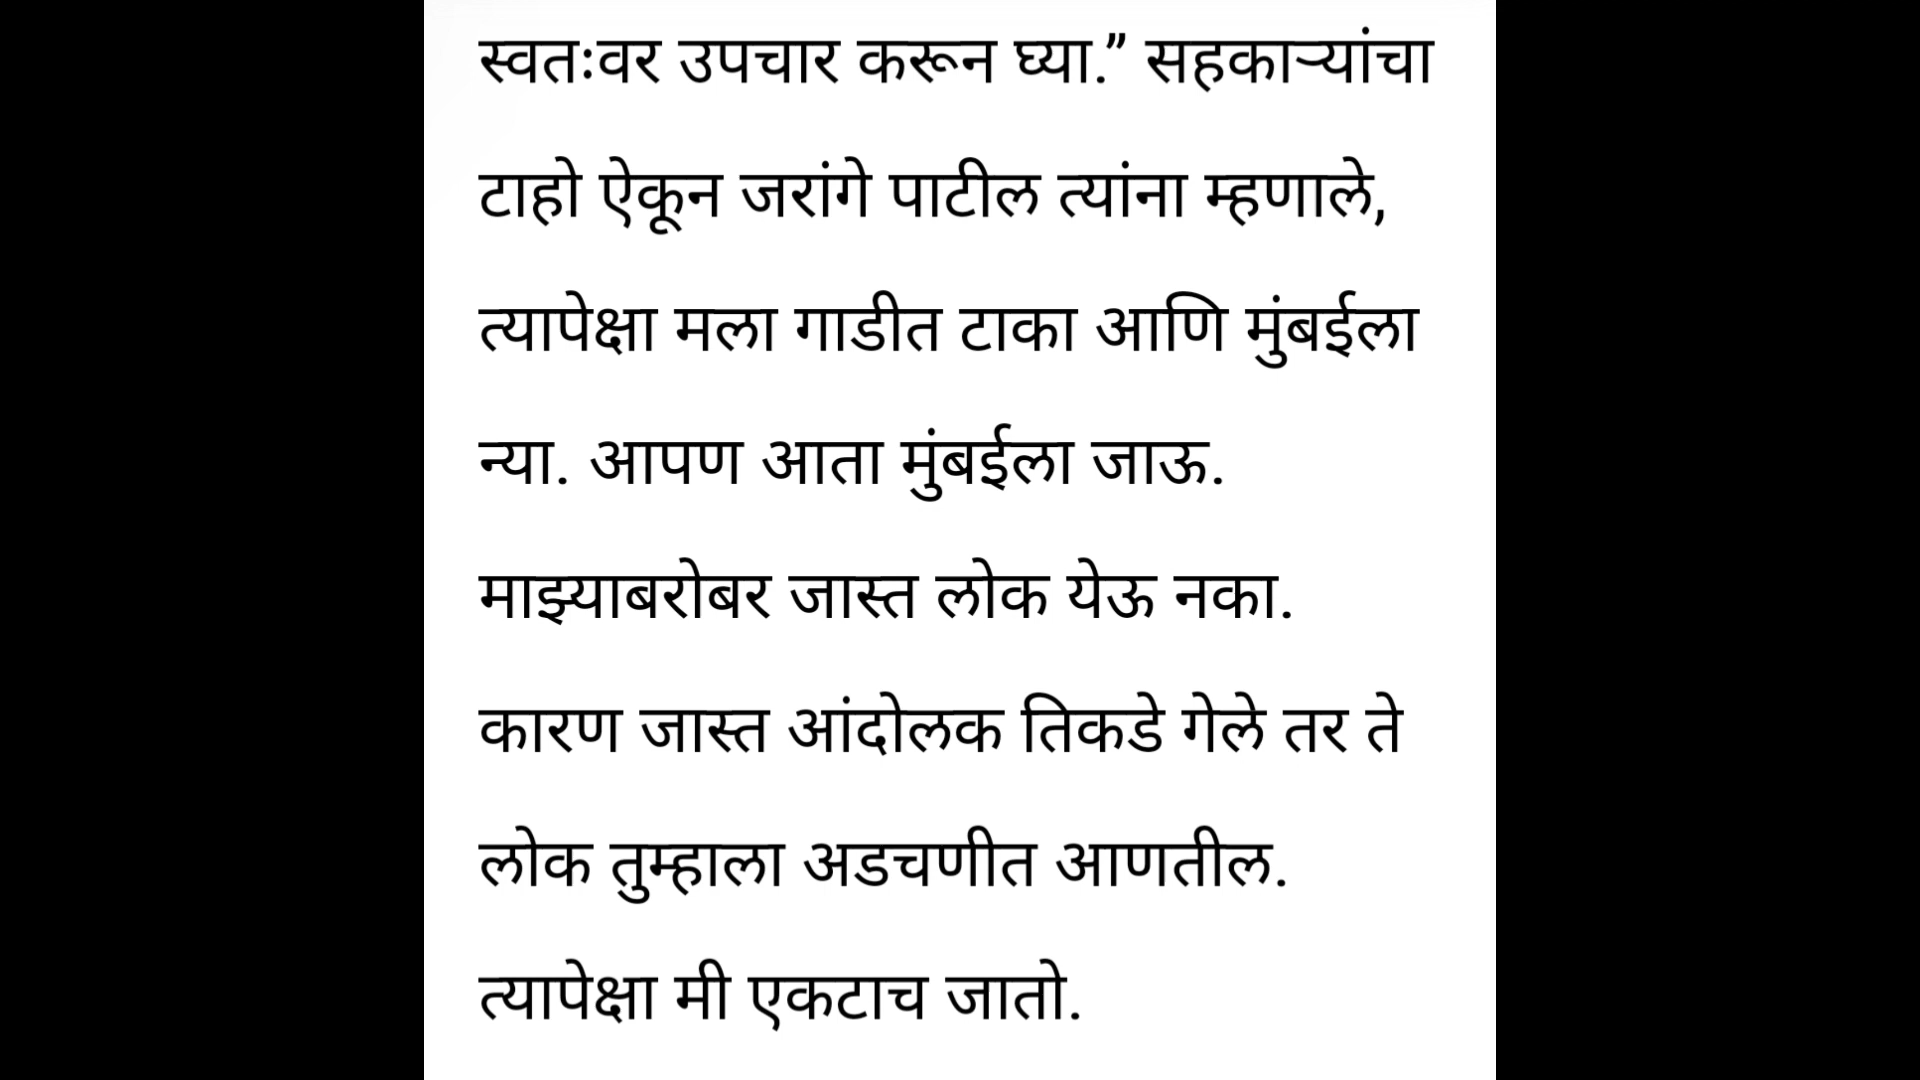 स्वतःवर उपचार करून घ्या.” सहकाऱ्यांचा
टाहो ऐकून जरांगे पाटील त्यांना म्हणाले,
त्यापेक्षा मला गाडीत टाका आणि मुंबईला
न्या. आपण आता मुंबईला जाऊ.
माझ्याबरोबर जास्त लोक येऊ नका.
कारण जास्त आंदोलक तिकडे गेले तर ते
लोक तुम्हाला अडचणीत आणतील.
त्यापेक्षा मी एकटाच जातो.